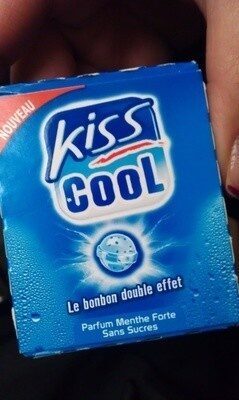 NOUVEAU
Kiss
COOL
Le bonbon double effet
Parfum Menthe Forte
Sans Sucres